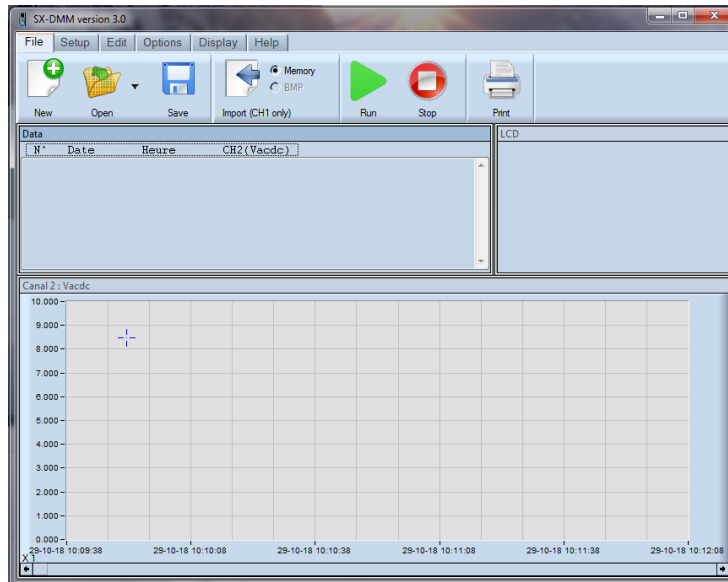 SX-DMM version 3.0
File Setup Edit Options Display Help
Memory
BMP
New Open Save Import (CH1 only) Run Stop Print
Data
LCD
N° Date Heure CH2(Vacdc)
Canal 2 : Vacdc
10.000
9.000
8.000
7.000
6.000
5.000
4.000
3.000
2.000
1.000
0.000
29-10-18 10:09:38 29-10-18 10:10:08 29-10-18 10:10:38 29-10-18 10:11:08 29-10-18 10:11:38 29-10-18 10:12:08
X1